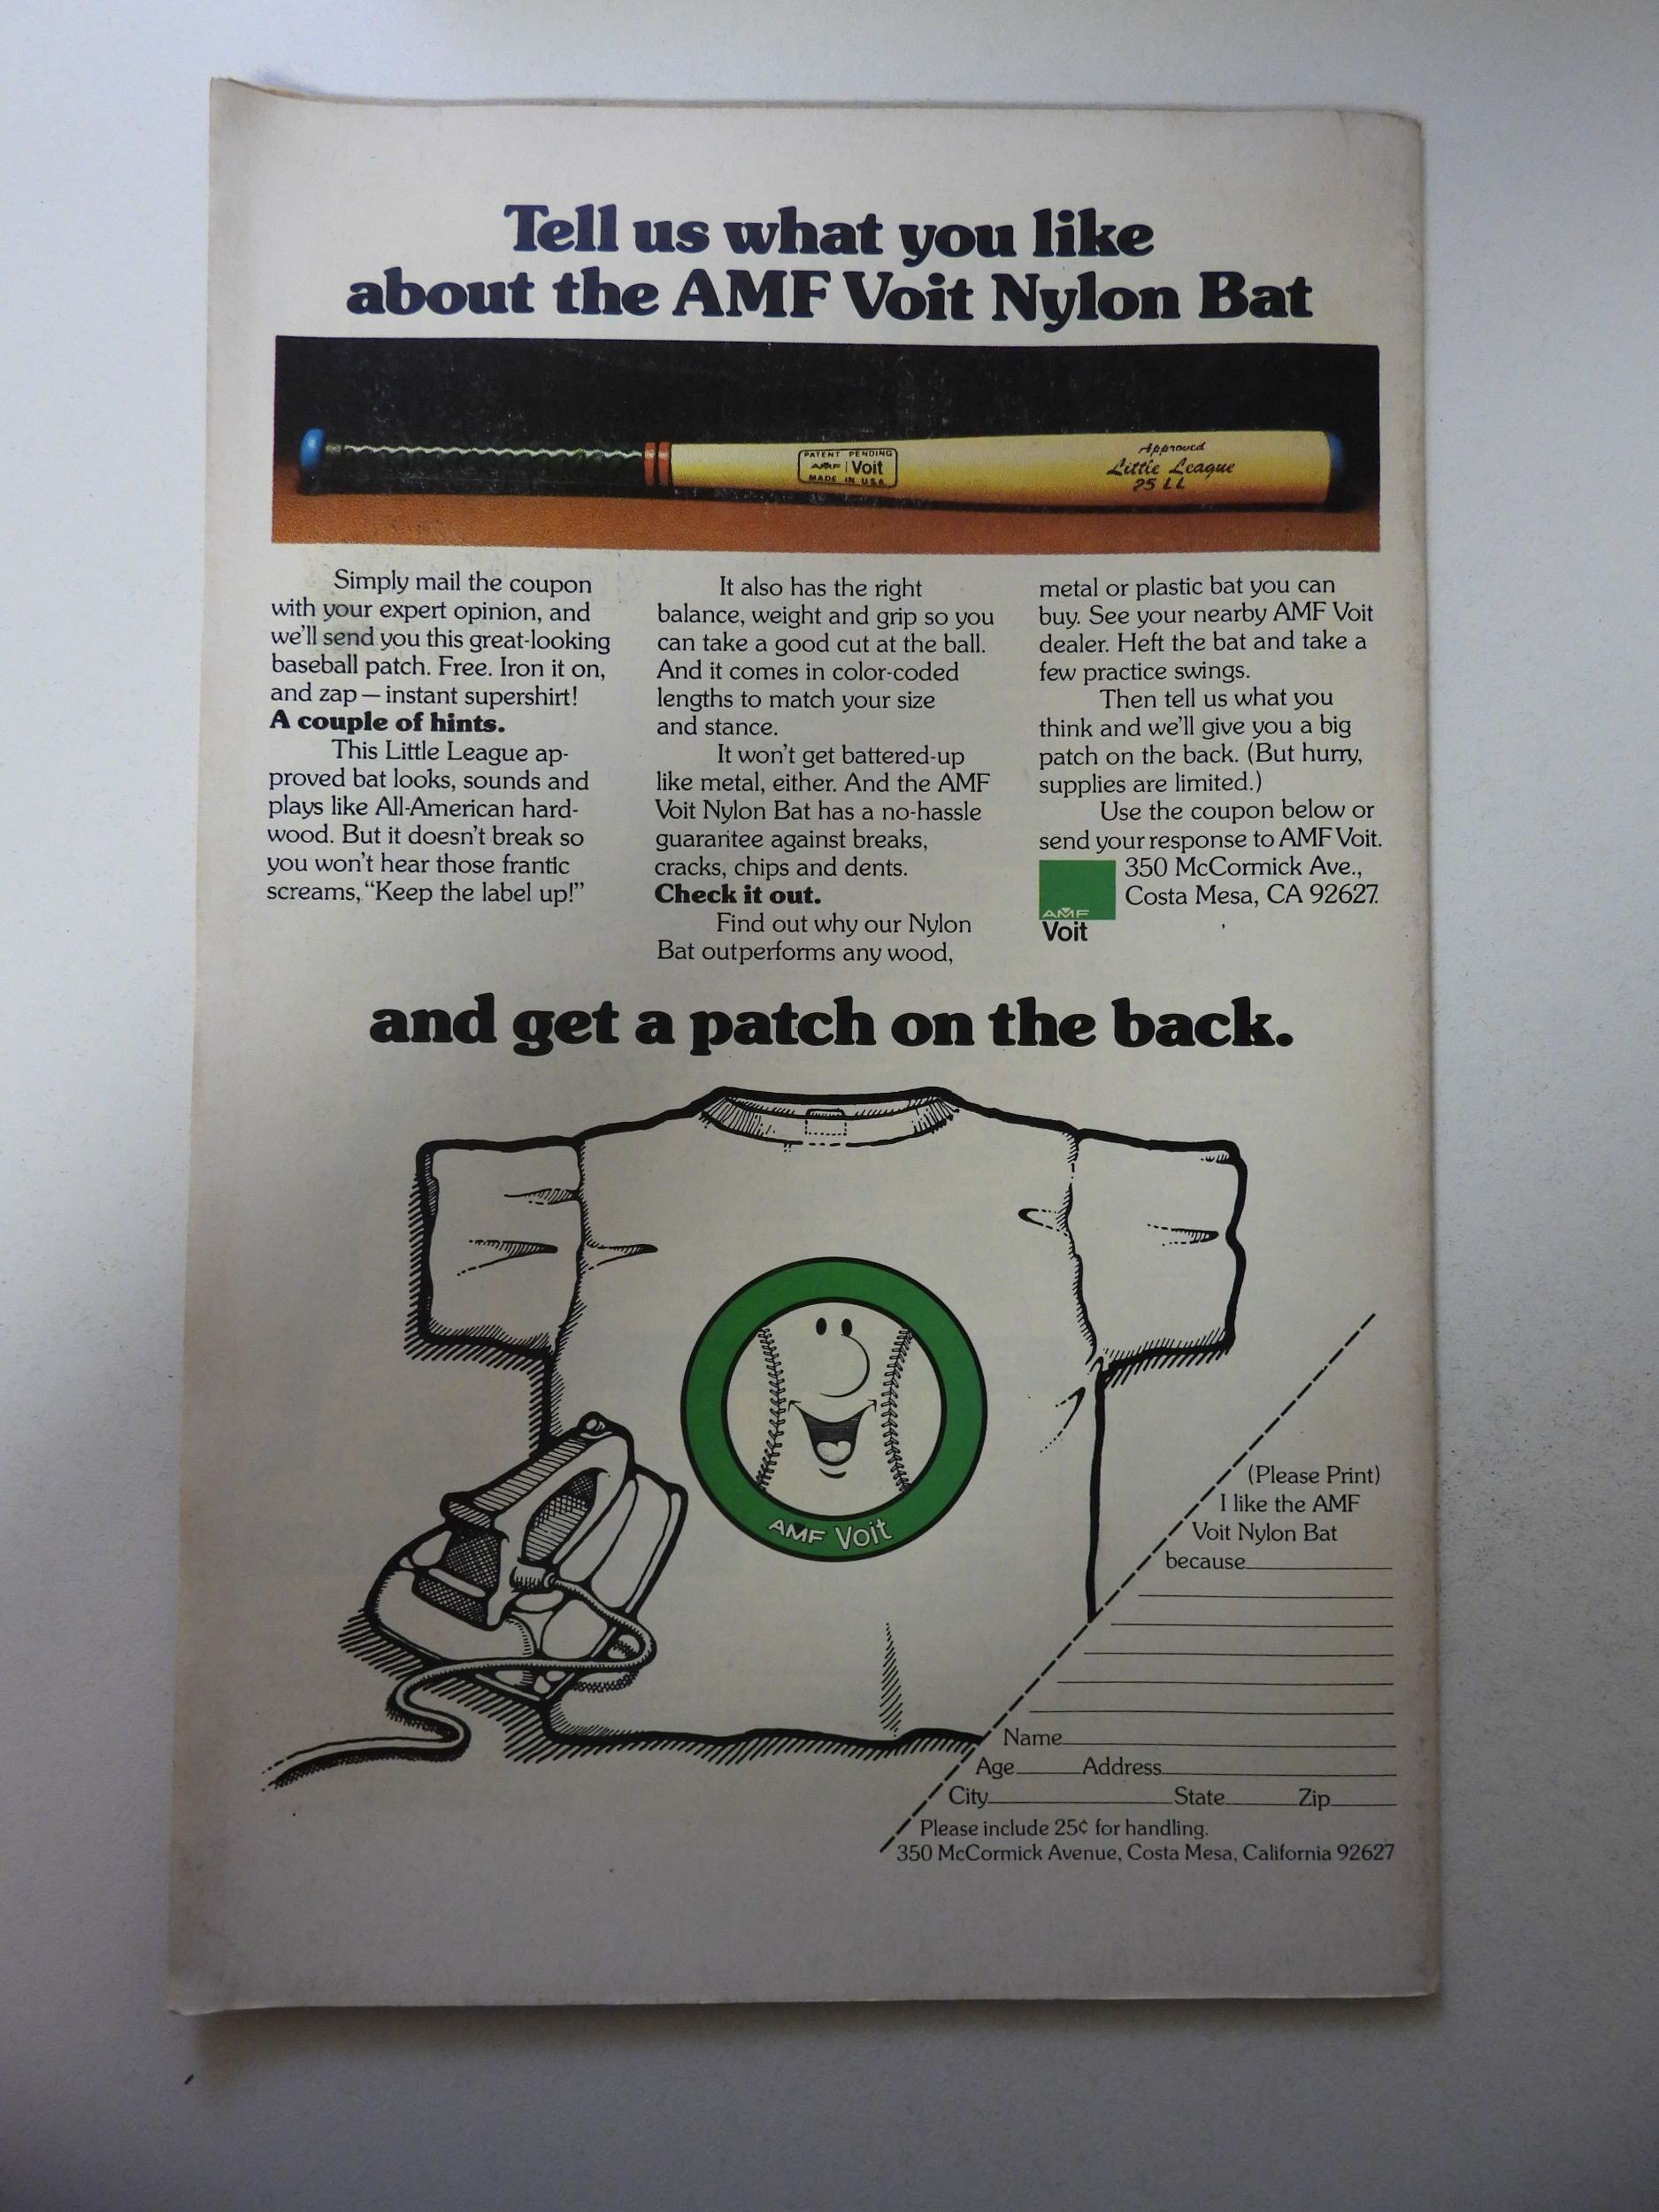 Tell us what you like
about the AMF Voit Nylon Bat
PATENT PENDING
AMF | Voit
MADE IN U.S.A.
Approved
Little League
25 LL
Simply mail the coupon
with your expert opinion, and
we'll send you this great-looking
baseball patch. Free. Iron it on,
and zap — instant supershirt!
A couple of hints.
This Little League ap-
proved bat looks, sounds and
plays like All-American hard-
wood. But it doesn't break so
you won't hear those frantic
screams, "Keep the label up!"
It also has the right
balance, weight and grip so you
can take a good cut at the ball.
And it comes in color-coded
lengths to match your size
and stance.
It won't get battered-up
like metal, either. And the AMF
Voit Nylon Bat has a no-hassle
guarantee against breaks,
cracks, chips and dents.
Check it out.
Find out why our Nylon
Bat outperforms any wood,
metal or plastic bat you can
buy. See your nearby AMF Voit
dealer. Heft the bat and take a
few practice swings.
Then tell us what you
think and we'll give you a big
patch on the back. (But hurry,
supplies are limited.)
Use the coupon below or
send your response to AMF Voit.
350 McCormick Ave.,
Costa Mesa, CA 92627.
AMF
Voit
and get a patch on the back.
AMF Voit
(Please Print)
I like the AMF
Voit Nylon Bat
because
Name
Age Address
City State Zip
Please include 25¢ for handling.
350 McCormick Avenue, Costa Mesa, California 92627